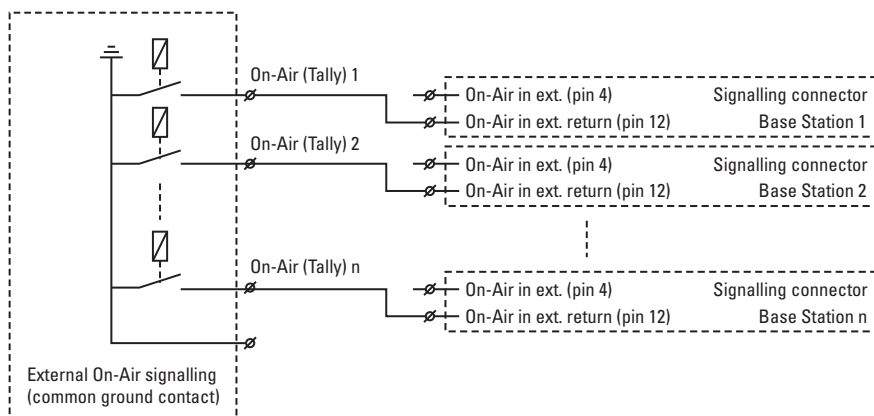 On-Air (Tally) 1
On-Air in ext. (pin 4) Signalling connector
On-Air in ext. return (pin 12) Base Station 1
On-Air (Tally) 2
On-Air in ext. (pin 4) Signalling connector
On-Air in ext. return (pin 12) Base Station 2
On-Air (Tally) n
On-Air in ext. (pin 4) Signalling connector
On-Air in ext. return (pin 12) Base Station n
External On-Air signalling
(common ground contact)